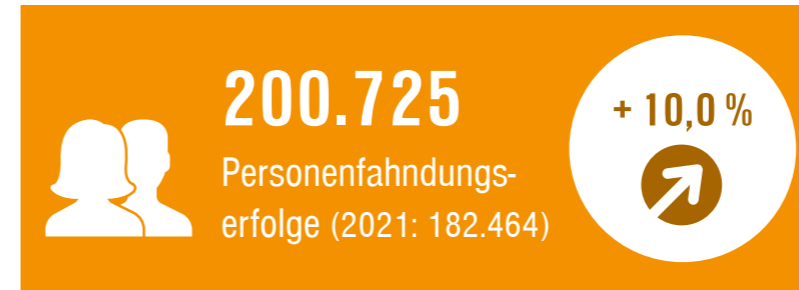 200.725
+ 10,0 %
Personenfahndungs-
erfolge (2021: 182.464)